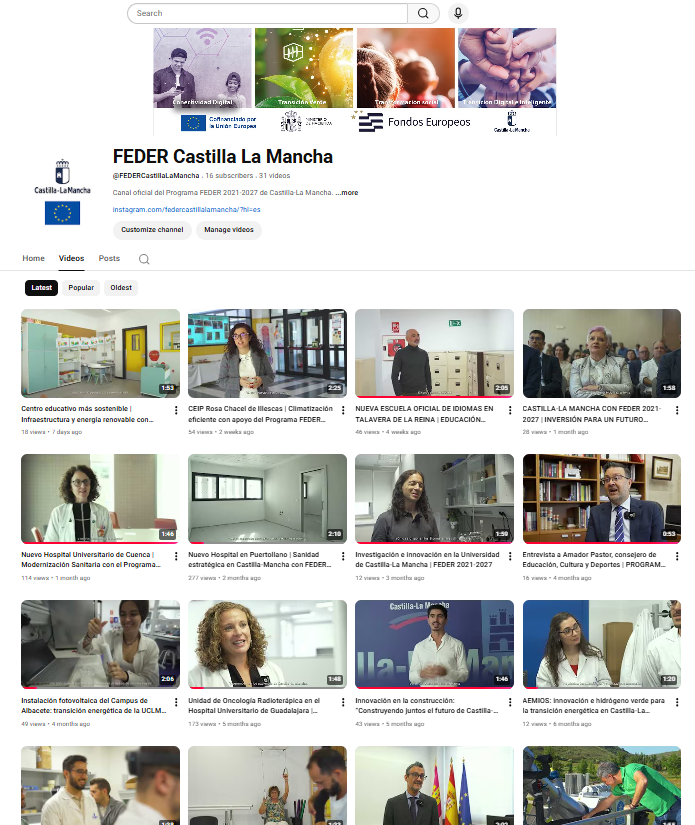 Search
Conectividad Digital
Transición Verde
Transformación social
Transición Digital e Inteligente
Cofinanciado por
la Unión Europea
MINISTERIO
DE HACIENDA
Fondos Europeos
Castilla-La Mancha
Castilla-La Mancha
FEDER Castilla La Mancha
@FEDERCastillaLaMancha · 16 subscribers · 31 videos
Canal oficial del Programa FEDER 2021-2027 de Castilla-La Mancha. ...more
instagram.com/federcastillalamancha/?hl=es
Customize channel
Manage videos
Home
Videos
Posts
Latest
Popular
Oldest
1:53
2:25
2:05
1:58
Centro educativo más sostenible |
Infraestructura y energía renovable con...
18 views • 7 days ago
CEIP Rosa Chacel de Illescas | Climatización
eficiente con apoyo del Programa FEDER...
54 views • 2 weeks ago
NUEVA ESCUELA OFICIAL DE IDIOMAS EN
TALAVERA DE LA REINA | EDUCACIÓN...
46 views • 4 weeks ago
CASTILLA-LA MANCHA CON FEDER 2021-
2027 | INVERSIÓN PARA UN FUTURO...
28 views • 1 month ago
1:46
2:10
1:59
0:53
Nuevo Hospital Universitario de Cuenca |
Modernización Sanitaria con el Programa...
114 views • 1 month ago
Nuevo Hospital en Puertollano | Sanidad
estratégica en Castilla-Mancha con FEDER...
277 views • 2 months ago
Investigación e innovación en la Universidad
de Castilla-La Mancha | FEDER 2021-2027
12 views • 3 months ago
Entrevista a Amador Pastor, consejero de
Educación, Cultura y Deportes | PROGRAM...
16 views • 4 months ago
2:06
1:48
Castilla-La Mancha
1:46
1:20
Instalación fotovoltaica del Campus de
Albacete: transición energética de la UCLM...
49 views • 4 months ago
Unidad de Oncología Radioterápica en el
Hospital Universitario de Guadalajara |...
173 views • 5 months ago
Innovación en la construcción:
"Construyendo juntos el futuro de Castilla-...
43 views • 5 months ago
AEMIOS: innovación e hidrógeno verde para
la transición energética en Castilla-La...
12 views • 6 months ago